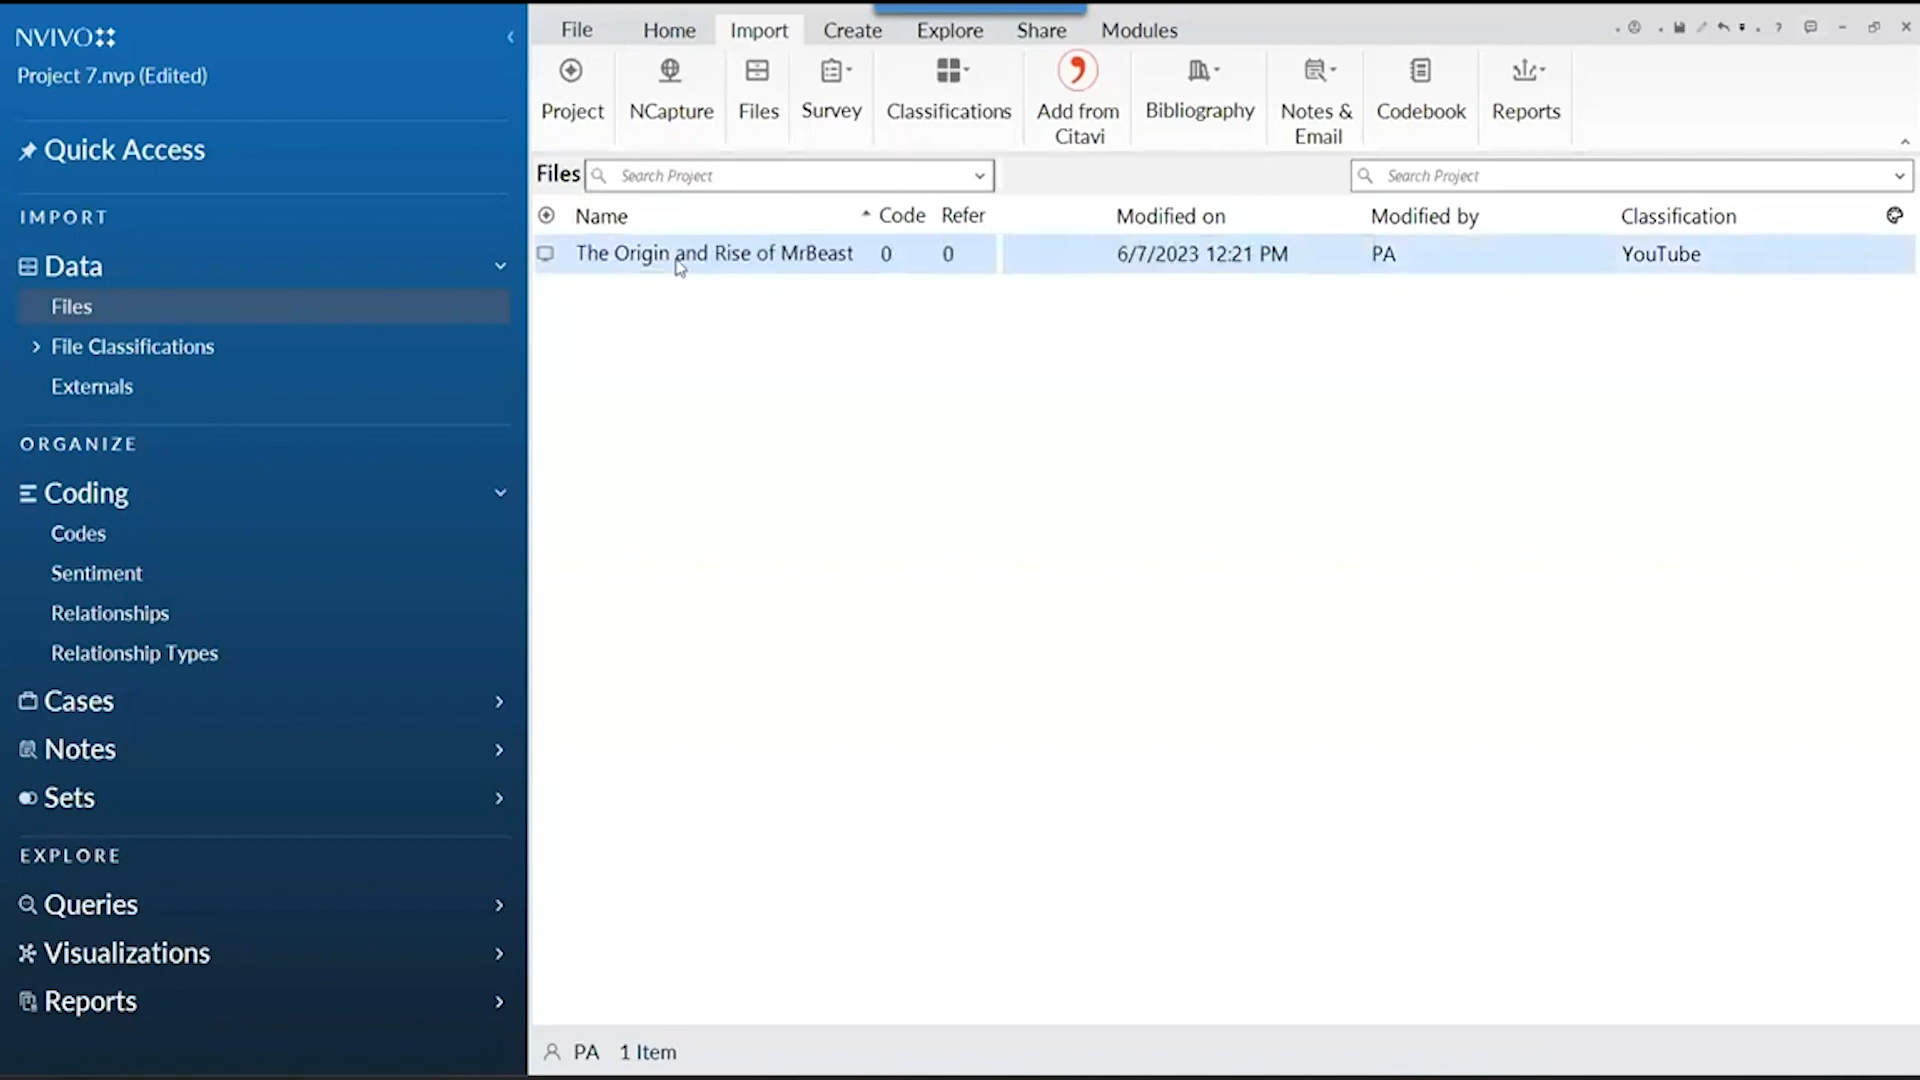 NVIVO
Project 7.nvp (Edited)
Quick Access
IMPORT
Data
Files
File Classifications
Externals
ORGANIZE
Coding
Codes
Sentiment
Relationships
Relationship Types
Cases
Notes
Sets
EXPLORE
Queries
Visualizations
Reports
File Home Import Create Explore Share Modules
Project NCapture Files Survey Classifications Add from Citavi Bibliography Notes & Email Codebook Reports
Files Search Project Search Project
Name Code Refer Modified on Modified by Classification
The Origin and Rise of MrBeast 0 0 6/7/2023 12:21 PM PA YouTube
PA 1 Item